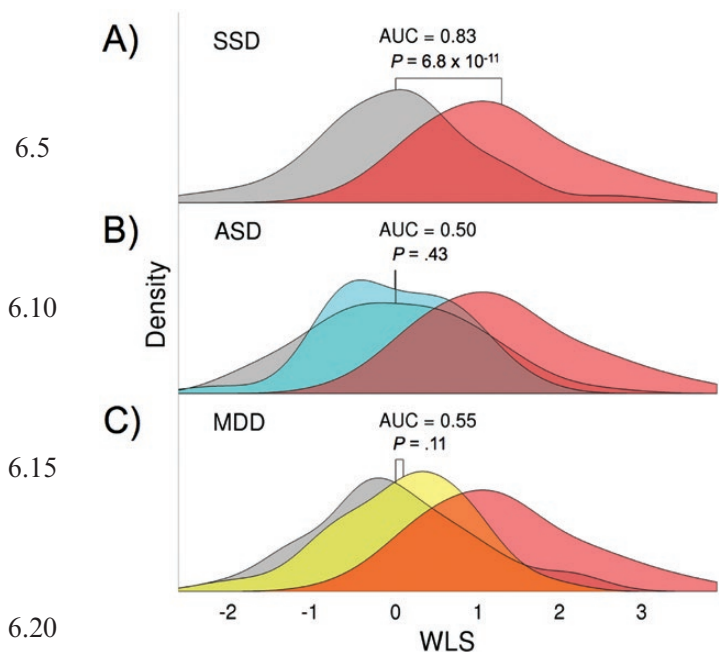 A)
SSD
AUC = 0.83
P = 6.8 x 10⁻¹¹
6.5
B)
ASD
AUC = 0.50
P = .43
6.10
Density
C)
MDD
AUC = 0.55
P = .11
6.15
-2 -1 0 1 2 3
6.20
WLS